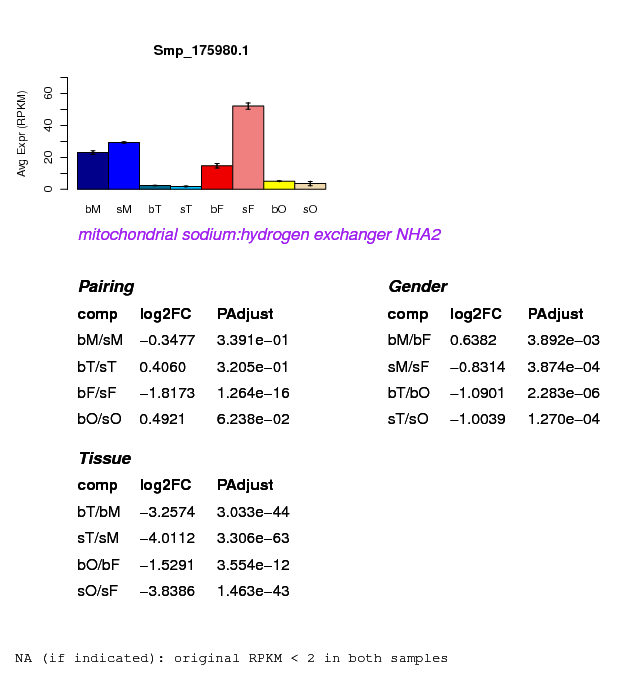 Smp_175980.1
Avg Expr (RPKM)
60
40
20
0
bM sM bT sT bF sF bO sO
mitochondrial sodium:hydrogen exchanger NHA2
Pairing
comp log2FC PAdjust
bM/sM −0.3477 3.391e−01
bT/sT 0.4060 3.205e−01
bF/sF −1.8173 1.264e−16
bO/sO 0.4921 6.238e−02
Gender
comp log2FC PAdjust
bM/bF 0.6382 3.892e−03
sM/sF −0.8314 3.874e−04
bT/bO −1.0901 2.283e−06
sT/sO −1.0039 1.270e−04
Tissue
comp log2FC PAdjust
bT/bM −3.2574 3.033e−44
sT/sM −4.0112 3.306e−63
bO/bF −1.5291 3.554e−12
sO/sF −3.8386 1.463e−43
NA (if indicated): original RPKM < 2 in both samples